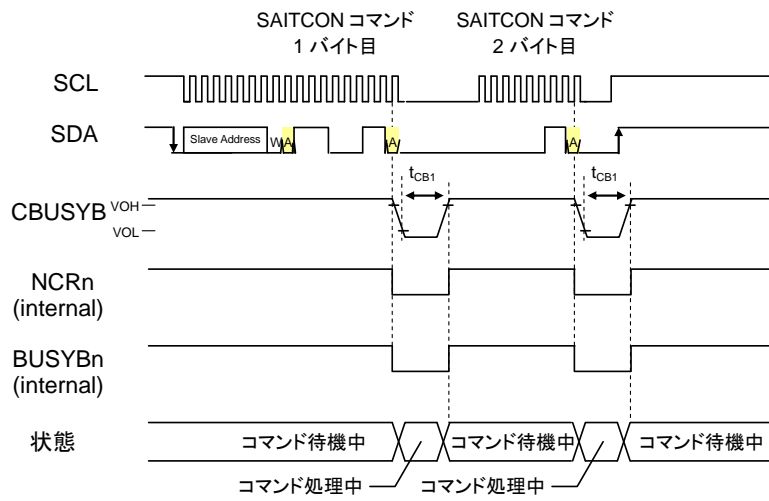 SAITCON コマンド
1 バイト目
SAITCON コマンド
2 バイト目
SCL
SDA
Slave Address
W
A
A
A
tCB1
tCB1
CBUSYB
VOH
VOL
NCRn
(internal)
BUSYBn
(internal)
状態
コマンド待機中
コマンド待機中
コマンド待機中
コマンド処理中
コマンド処理中